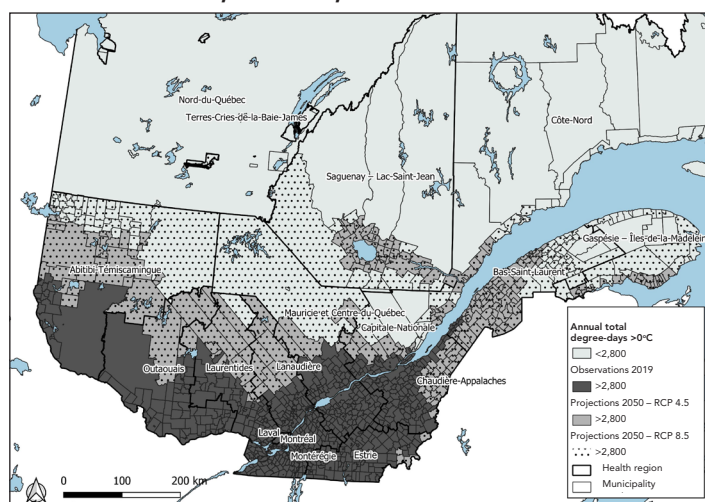 Nord-du-Québec
Terres-Cries-de-la-Baie-James
Côte-Nord
Saguenay – Lac-Saint-Jean
Gaspésie – Îles-de-la-Madelein
Abitibi-Témiscamingue
Bas-Saint-Laurent
Mauricie et Centre-du-Québec
Capitale-Nationale
Outaouais
Laurentides
Lanaudière
Chaudière-Appalaches
Laval
Montréal
Montérégie
Estrie
0 100 200 km
Annual total
degree-days >0°C
<2,800
Observations 2019
>2,800
Projections 2050 – RCP 4.5
>2,800
Projections 2050 – RCP 8.5
>2,800
Health region
Municipality